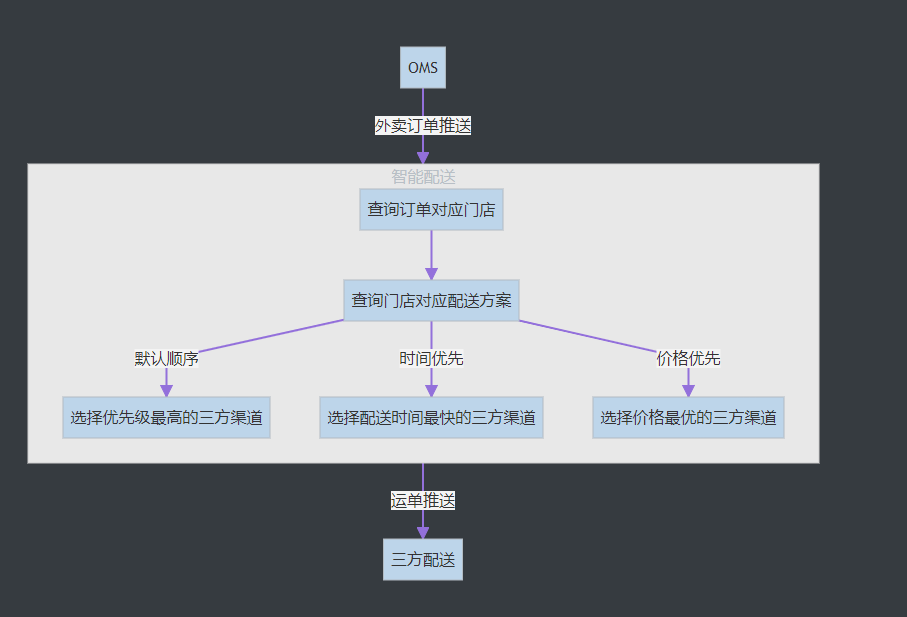 OMS
外卖订单推送
智能配送
查询订单对应门店
查询门店对应配送方案
默认顺序
时间优先
价格优先
选择优先级最高的三方渠道
选择配送时间最快的三方渠道
选择价格最优的三方渠道
运单推送
三方配送